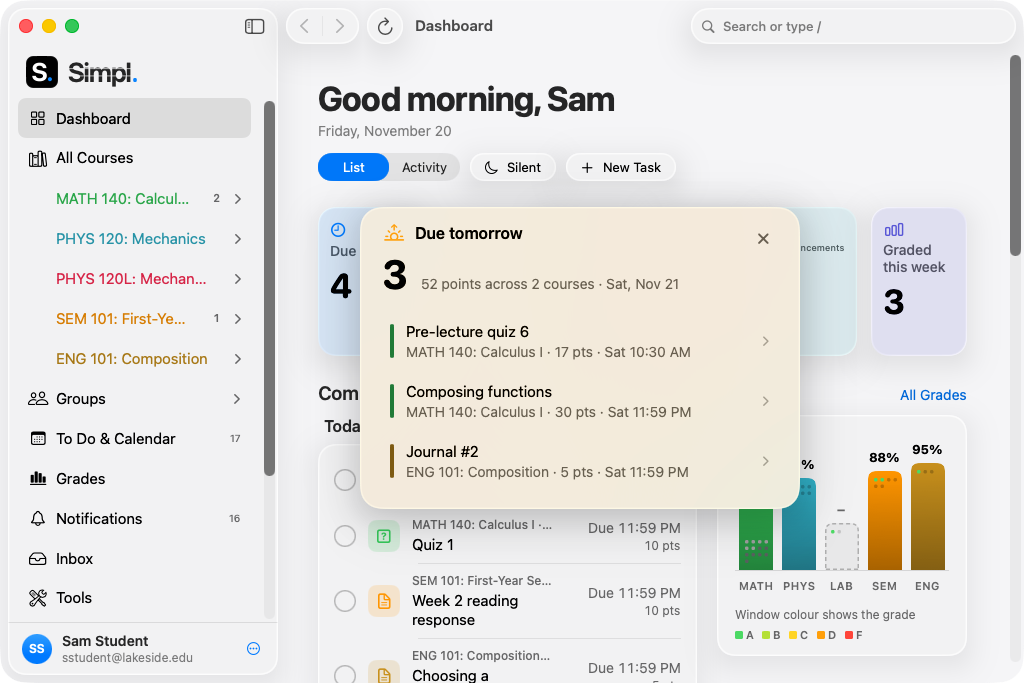 Dashboard
Search or type /
S.
Simpl.
Dashboard
All Courses
MATH 140: Calcul... 2
PHYS 120: Mechanics
PHYS 120L: Mechan...
SEM 101: First-Ye... 1
ENG 101: Composition
Groups
To Do & Calendar 17
Grades
Notifications 16
Inbox
Tools
SS
Sam Student
sstudent@lakeside.edu
Good morning, Sam
Friday, November 20
List
Activity
Silent
New Task
Due
4
Due tomorrow
3
52 points across 2 courses · Sat, Nov 21
Pre-lecture quiz 6
MATH 140: Calculus I · 17 pts · Sat 10:30 AM
Composing functions
MATH 140: Calculus I · 30 pts · Sat 11:59 PM
Journal #2
ENG 101: Composition · 5 pts · Sat 11:59 PM
ncements
Graded
this week
3
Com
Toda
MATH 140: Calculus I ·...
Quiz 1
Due 11:59 PM
10 pts
SEM 101: First-Year Se...
Week 2 reading
response
Due 11:59 PM
10 pts
ENG 101: Composition...
Choosing a
Due 11:59 PM
All Grades
%
–
88%
95%
MATH PHYS LAB SEM ENG
Window colour shows the grade
A B C D F